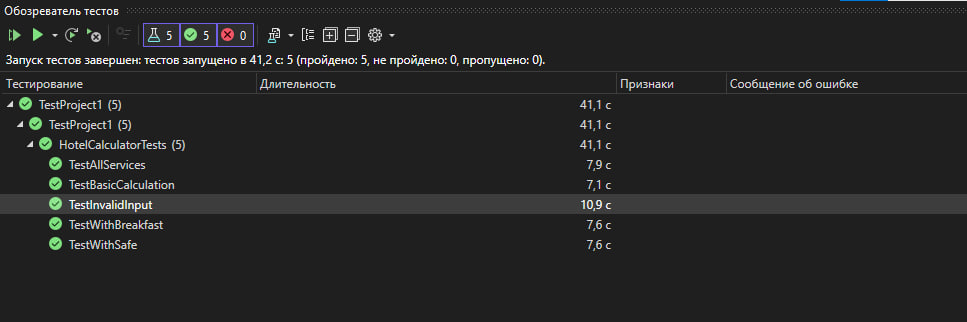 Обозреватель тестов
5 5 0
Запуск тестов завершен: тестов запущено в 41,2 с: 5 (пройдено: 5, не пройдено: 0, пропущено: 0).
Тестирование Длительность Признаки Сообщение об ошибке
TestProject1 (5) 41,1 с
TestProject1 (5) 41,1 с
HotelCalculatorTests (5) 41,1 с
TestAllServices 7,9 с
TestBasicCalculation 7,1 с
TestInvalidInput 10,9 с
TestWithBreakfast 7,6 с
TestWithSafe 7,6 с